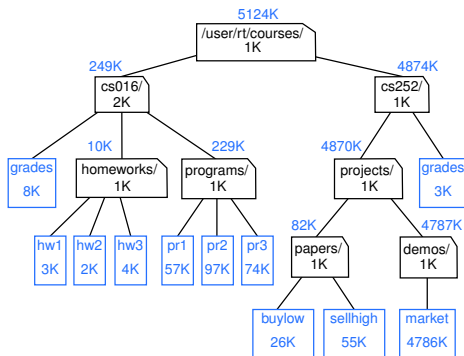 5124K
/user/rt/courses/
1K
249K
4874K
cs016/
2K
cs252/
1K
10K
229K
4870K
grades
8K
homeworks/
1K
programs/
1K
projects/
1K
grades
3K
82K
4787K
hw1
3K
hw2
2K
hw3
4K
pr1
57K
pr2
97K
pr3
74K
papers/
1K
demos/
1K
buylow
26K
sellhigh
55K
market
4786K